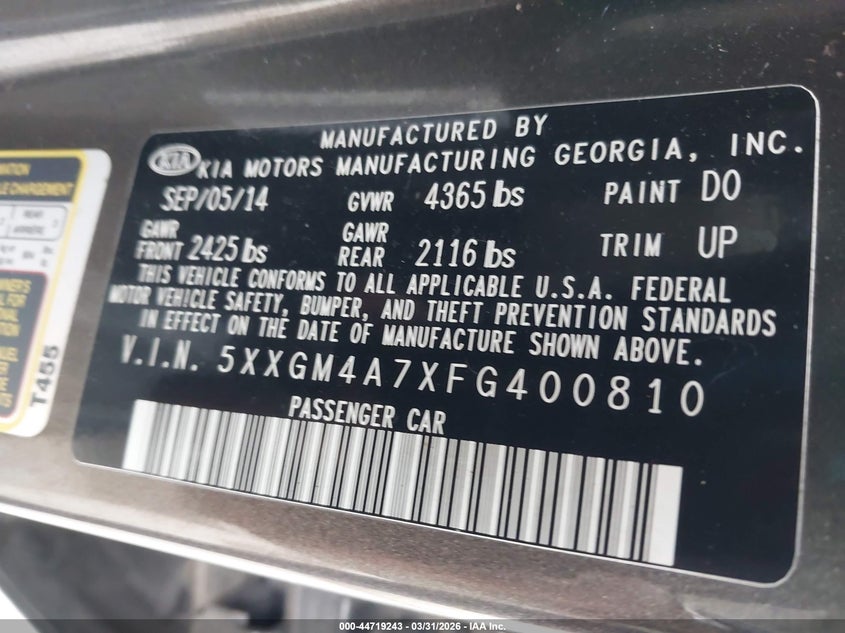 MANUFACTURED BY
KIA KIA MOTORS MANUFACTURING GEORGIA, INC.
SEP/05/14 GVWR 4365 lbs PAINT D0
GAWR FRONT 2425 lbs GAWR REAR 2116 lbs TRIM UP
THIS VEHICLE CONFORMS TO ALL APPLICABLE U.S.A. FEDERAL
MOTOR VEHICLE SAFETY, BUMPER, AND THEFT PREVENTION STANDARDS
IN EFFECT ON THE DATE OF MANUFACTURE SHOWN ABOVE.
V.I.N. 5XXGM4A7XFG400810
PASSENGER CAR
T455
000-44719243 - 03/31/2026 - IAA Inc.